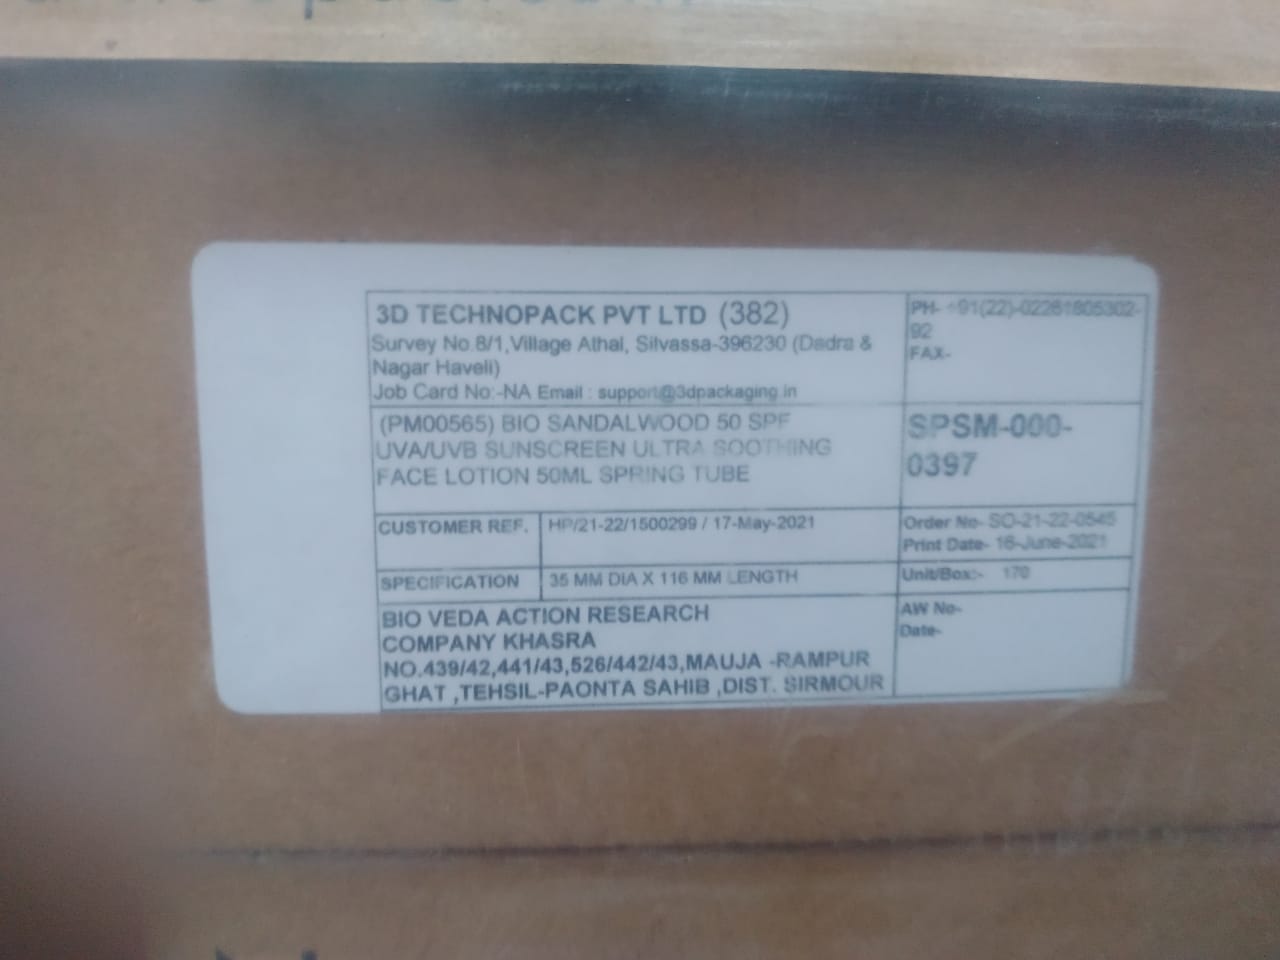 3D TECHNOPACK PVT LTD (382)
Survey No.8/1,Village Athal, Silvassa-396230 (Dadra &
Nagar Haveli)
Job Card No:-NA Email : support@3dpackaging.in
PH- +91(22)-02261805302-
92
FAX-
(PM00565) BIO SANDALWOOD 50 SPF
UVA/UVB SUNSCREEN ULTRA SOOTHING
FACE LOTION 50ML SPRING TUBE
SPSM-000-
0397
CUSTOMER REF.
HP/21-22/1500299 / 17-May-2021
Order No- SO-21-22-0545
Print Date- 16-June-2021
SPECIFICATION
35 MM DIA X 116 MM LENGTH
Unit/Box:- 170
BIO VEDA ACTION RESEARCH
COMPANY KHASRA
NO.439/42,441/43,526/442/43,MAUJA -RAMPUR
GHAT ,TEHSIL-PAONTA SAHIB ,DIST. SIRMOUR
AW No-
Date-